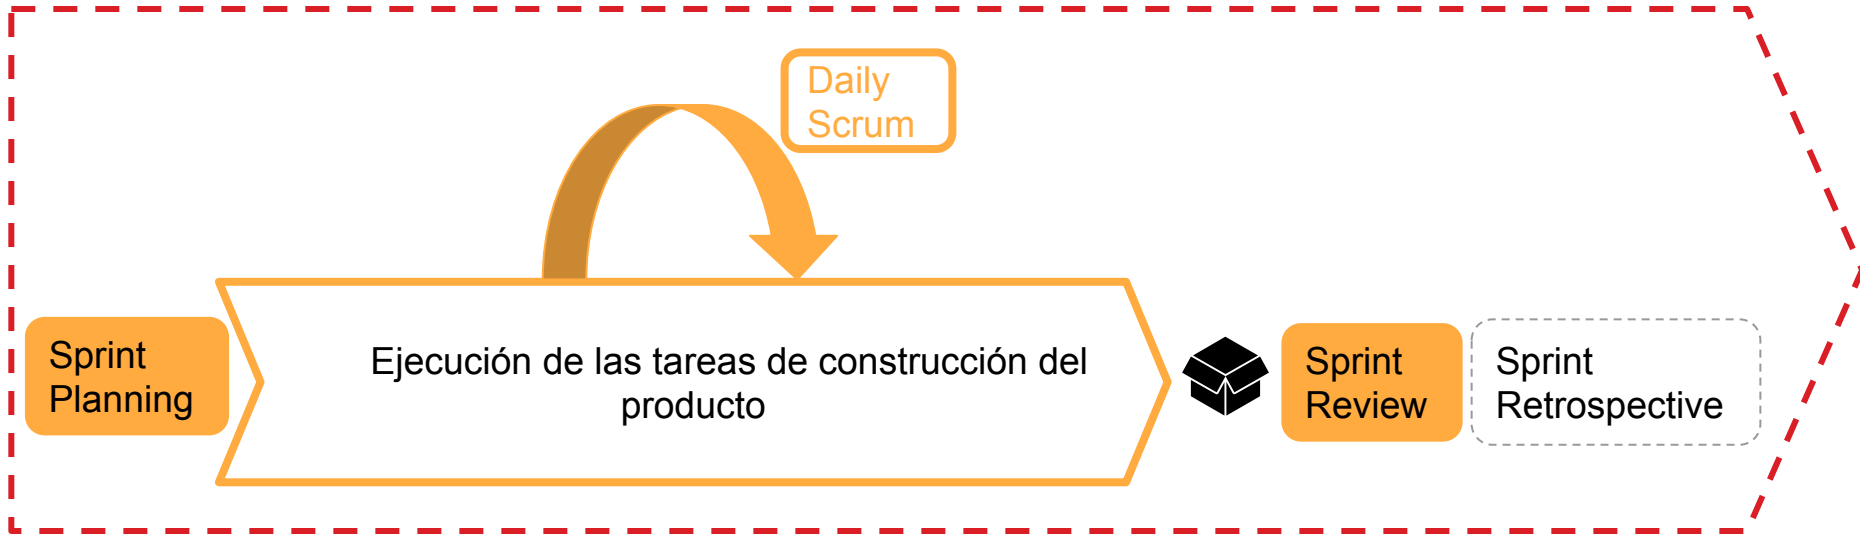 Daily
Scrum
Sprint
Planning
Ejecución de las tareas de construcción del
producto
Sprint
Review
Sprint
Retrospective